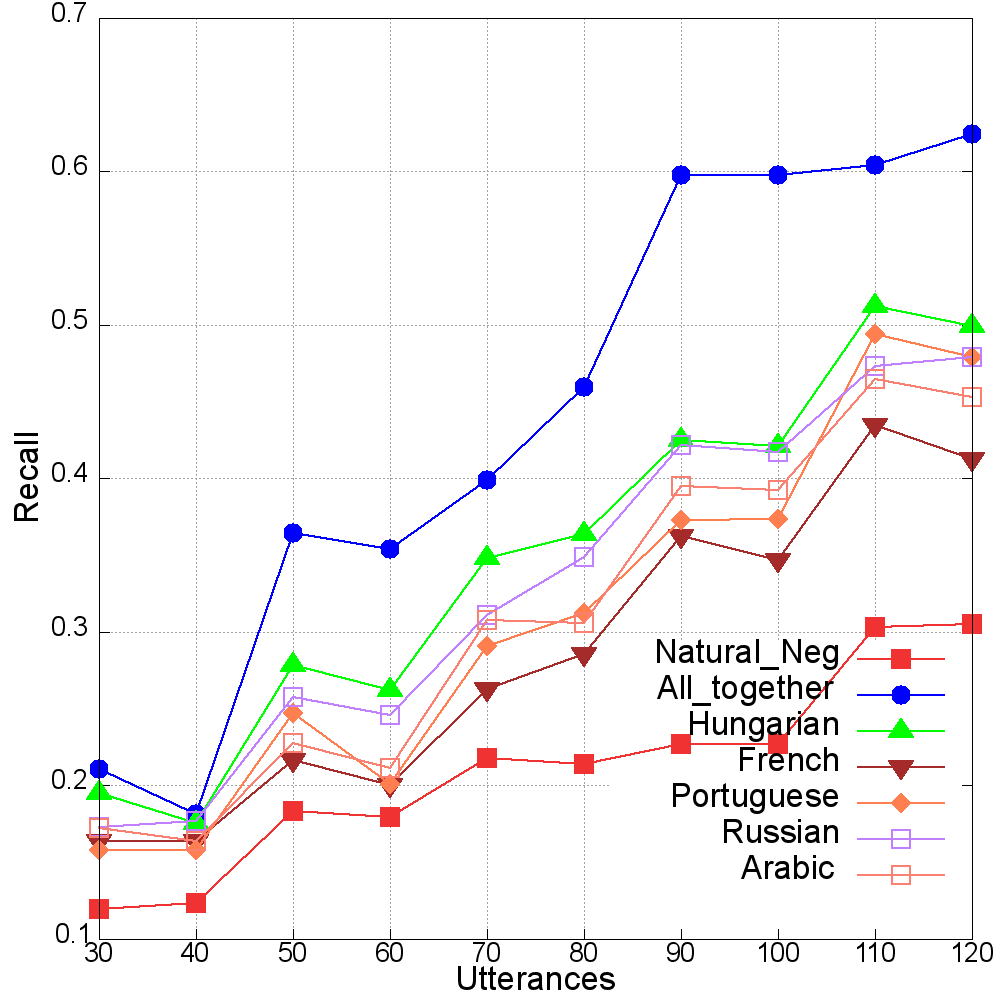 0.7
0.6
0.5
0.4
0.3
0.2
0.1
Recall
Natural_Neg
All_together
Hungarian
French
Portuguese
Russian
Arabic
30 40 50 60 70 80 90 100 110 120
Utterances